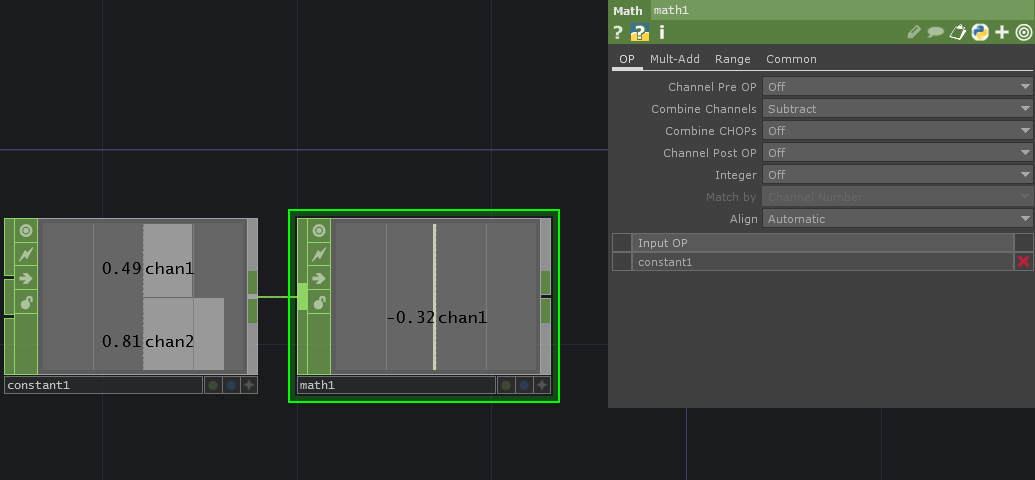 Math math1
? ? i
OP Mult-Add Range Common
Channel Pre OP Off
Combine Channels Subtract
Combine CHOPs Off
Channel Post OP Off
Integer Off
Match by Channel Number
Align Automatic
Input OP
constant1
0.49 chan1
0.81 chan2
constant1
-0.32 chan1
math1